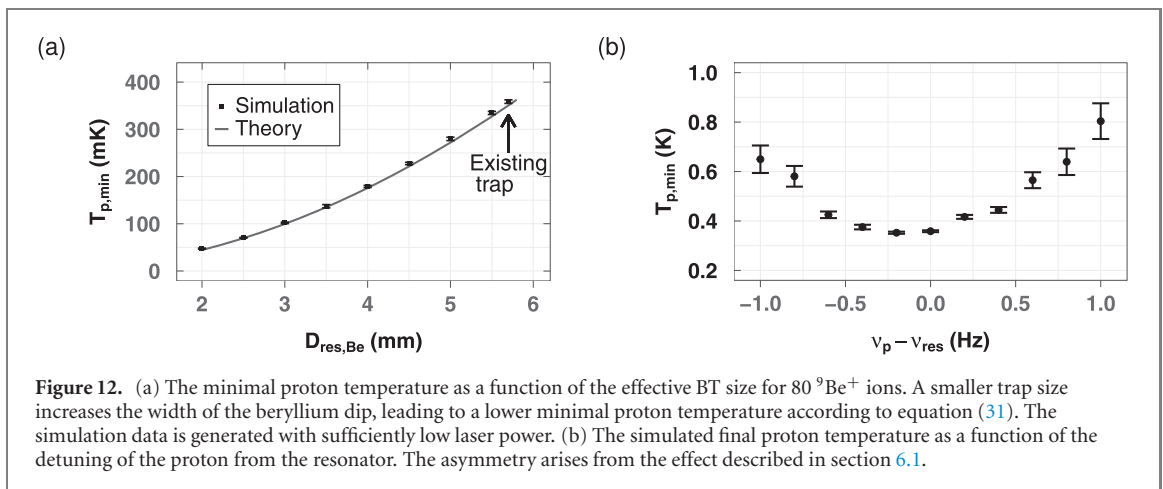 (a)
400
300
200
100
0
T_p,min (mK)
Simulation
Theory
Existing
trap
2 3 4 5 6
D_res,Be (mm)
(b)
1.0
0.8
0.6
0.4
0.2
T_p,min (K)
−1.0 −0.5 0.0 0.5 1.0
ν_p − ν_res (Hz)
Figure 12. (a) The minimal proton temperature as a function of the effective BT size for 80 ⁹Be⁺ ions. A smaller trap size
increases the width of the beryllium dip, leading to a lower minimal proton temperature according to equation (31). The
simulation data is generated with sufficiently low laser power. (b) The simulated final proton temperature as a function of the
detuning of the proton from the resonator. The asymmetry arises from the effect described in section 6.1.